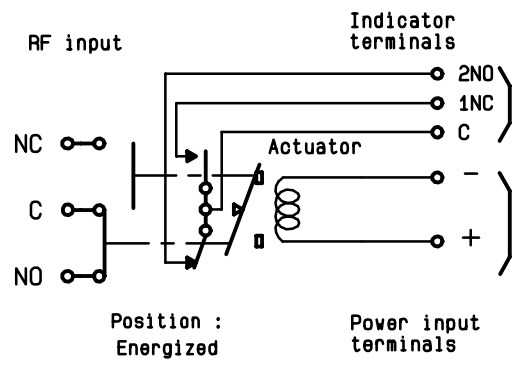 Indicator
terminals
RF input
2NO
1NC
C
NC
Actuator
−
C
+
NO
Position :
Energized
Power input
terminals